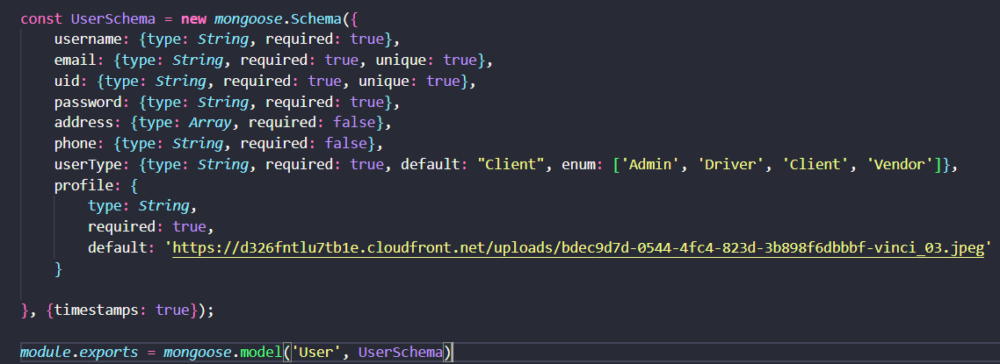 const UserSchema = new mongoose.Schema({
    username: {type: String, required: true},
    email: {type: String, required: true, unique: true},
    uid: {type: String, required: true, unique: true},
    password: {type: String, required: true},
    address: {type: Array, required: false},
    phone: {type: String, required: false},
    userType: {type: String, required: true, default: "Client", enum: ['Admin', 'Driver', 'Client', 'Vendor']},
    profile: {
        type: String,
        required: true,
        default: 'https://d326fntlu7tb1e.cloudfront.net/uploads/bdec9d7d-0544-4fc4-823d-3b898f6dbbbf-vinci_03.jpeg'
    }
}, {timestamps: true});
module.exports = mongoose.model('User', UserSchema)